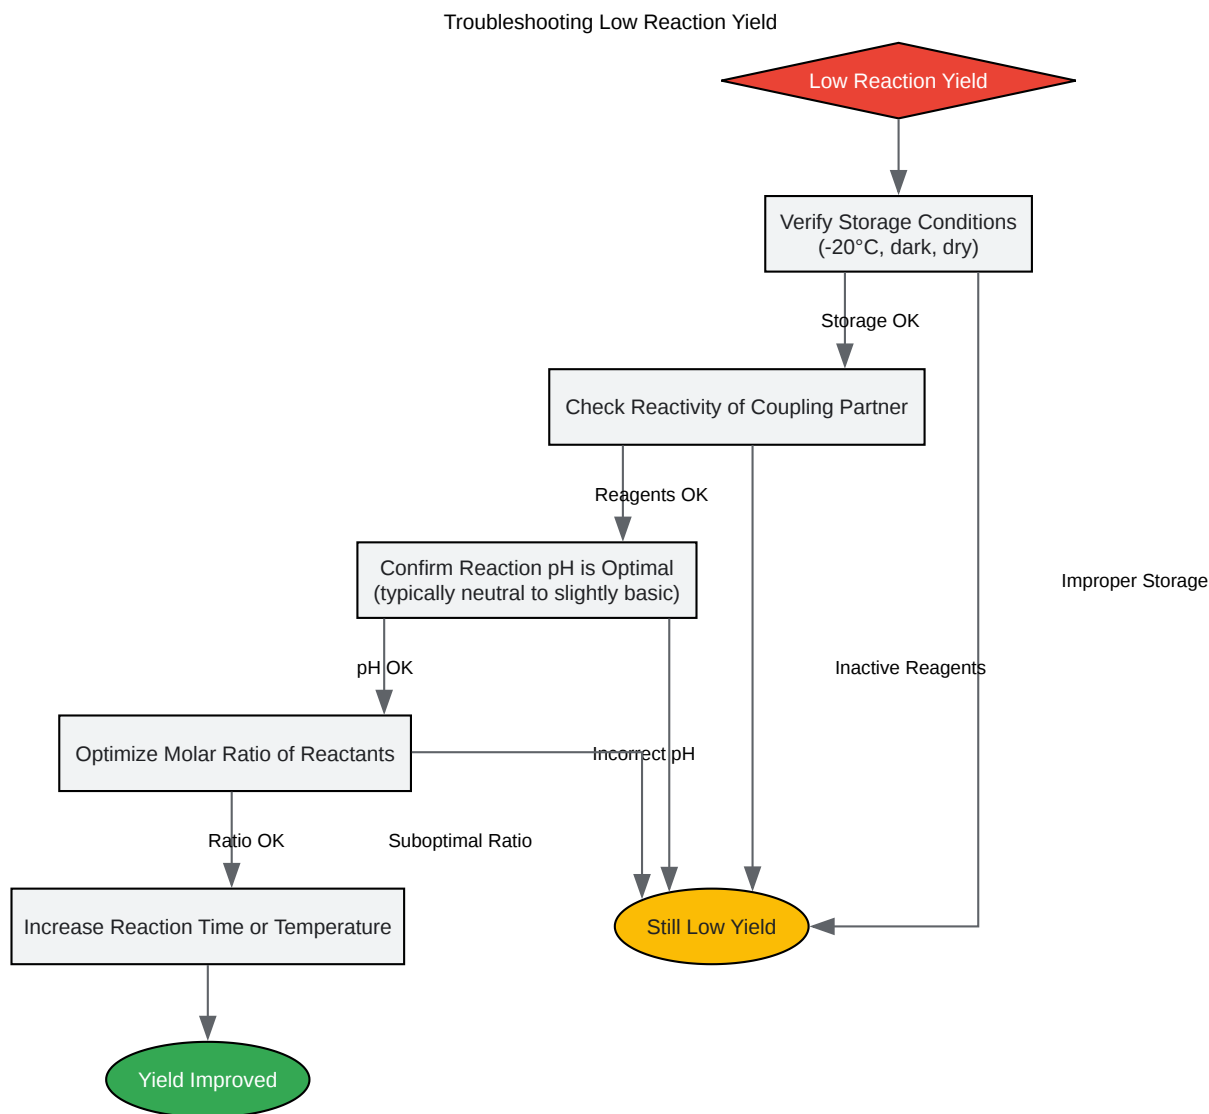 Troubleshooting Low Reaction Yield
Low Reaction Yield
Verify Storage Conditions
(-20°C, dark, dry)
Storage OK
Check Reactivity of Coupling Partner
Reagents OK
Confirm Reaction pH is Optimal
(typically neutral to slightly basic)
Improper Storage
pH OK
Inactive Reagents
Optimize Molar Ratio of Reactants
Incorrect pH
Ratio OK
Suboptimal Ratio
Increase Reaction Time or Temperature
Still Low Yield
Yield Improved